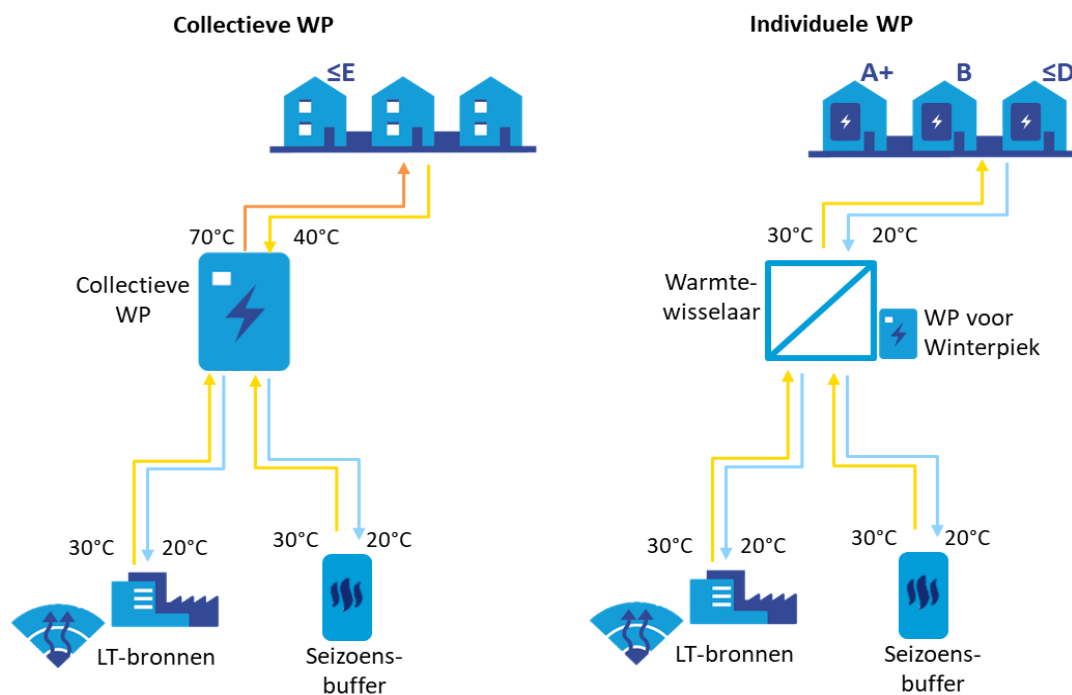 Collectieve WP
≤E
70°C
40°C
Collectieve
WP
30°C
20°C
30°C
20°C
LT-bronnen
Seizoens-
buffer
Individuele WP
A+
B
≤D
30°C
20°C
Warmte-
wisselaar
WP voor
Winterpiek
30°C
20°C
30°C
20°C
LT-bronnen
Seizoens-
buffer